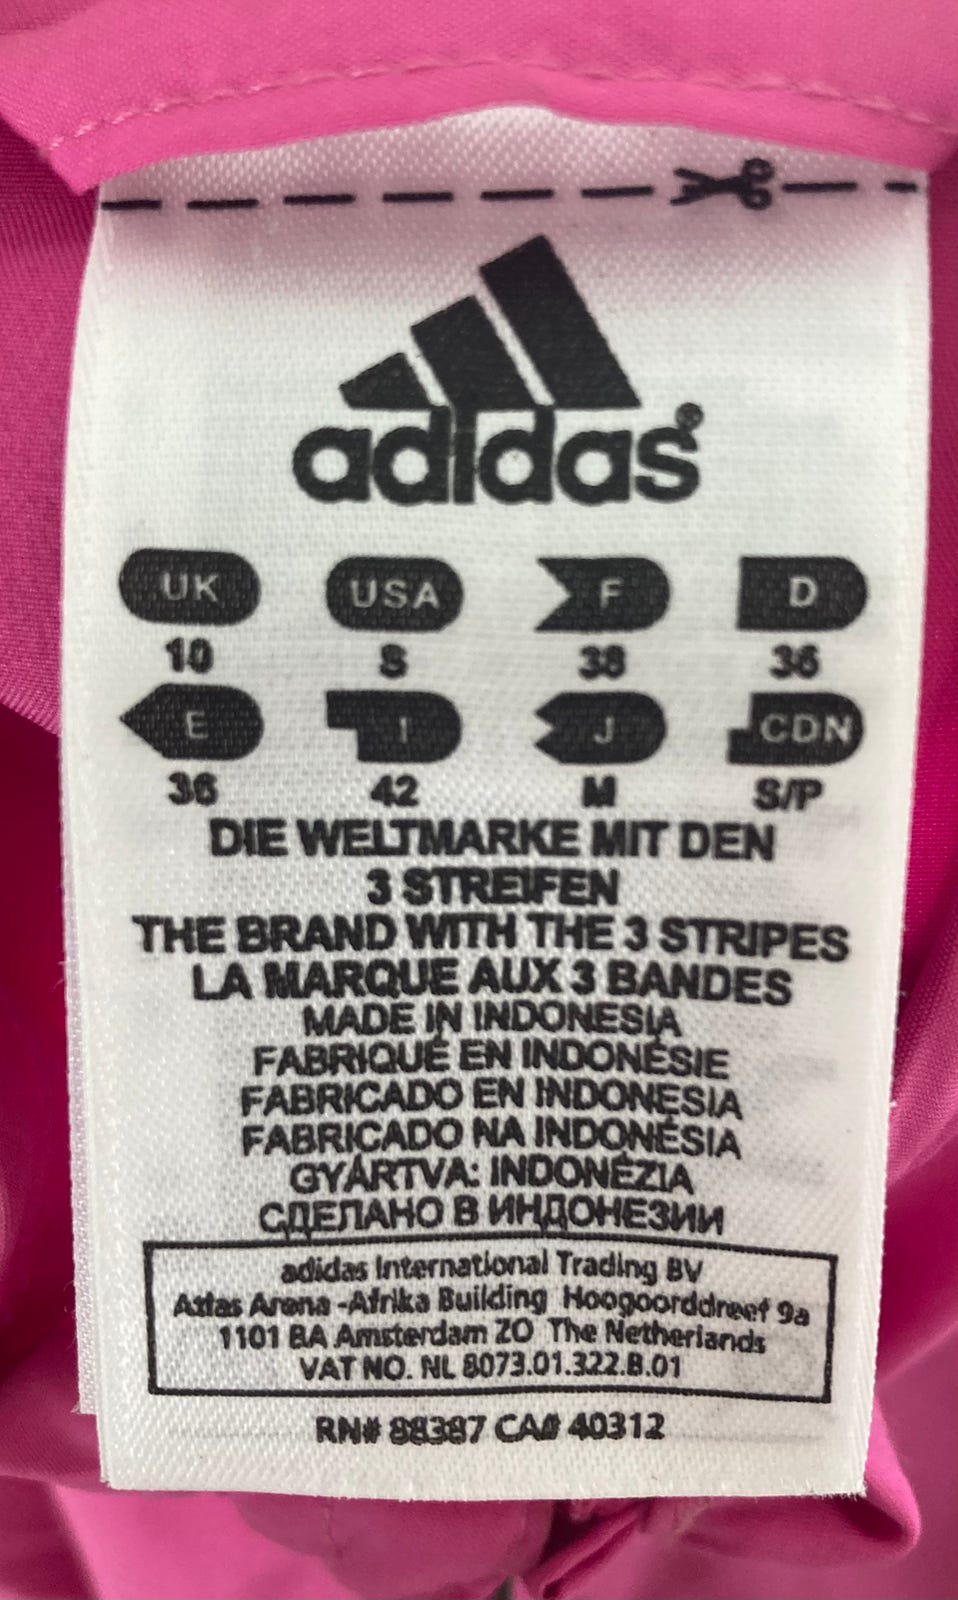 adidas®
UK USA F D
10 S 38 36
E I J CDN
36 42 M S/P
DIE WELTMARKE MIT DEN
3 STREIFEN
THE BRAND WITH THE 3 STRIPES
LA MARQUE AUX 3 BANDES
MADE IN INDONESIA
FABRIQUÉ EN INDONÉSIE
FABRICADO EN INDONESIA
FABRICADO NA INDONÉSIA
GYÁRTVA: INDONÉZIA
СДЕЛАНО В ИНДОНЕЗИИ
adidas International Trading BV
Atlas Arena -Afrika Building Hoogoorddreef 9a
1101 BA Amsterdam ZO The Netherlands
VAT NO. NL 8073.01.322.B.01
RN# 88387 CA# 40312